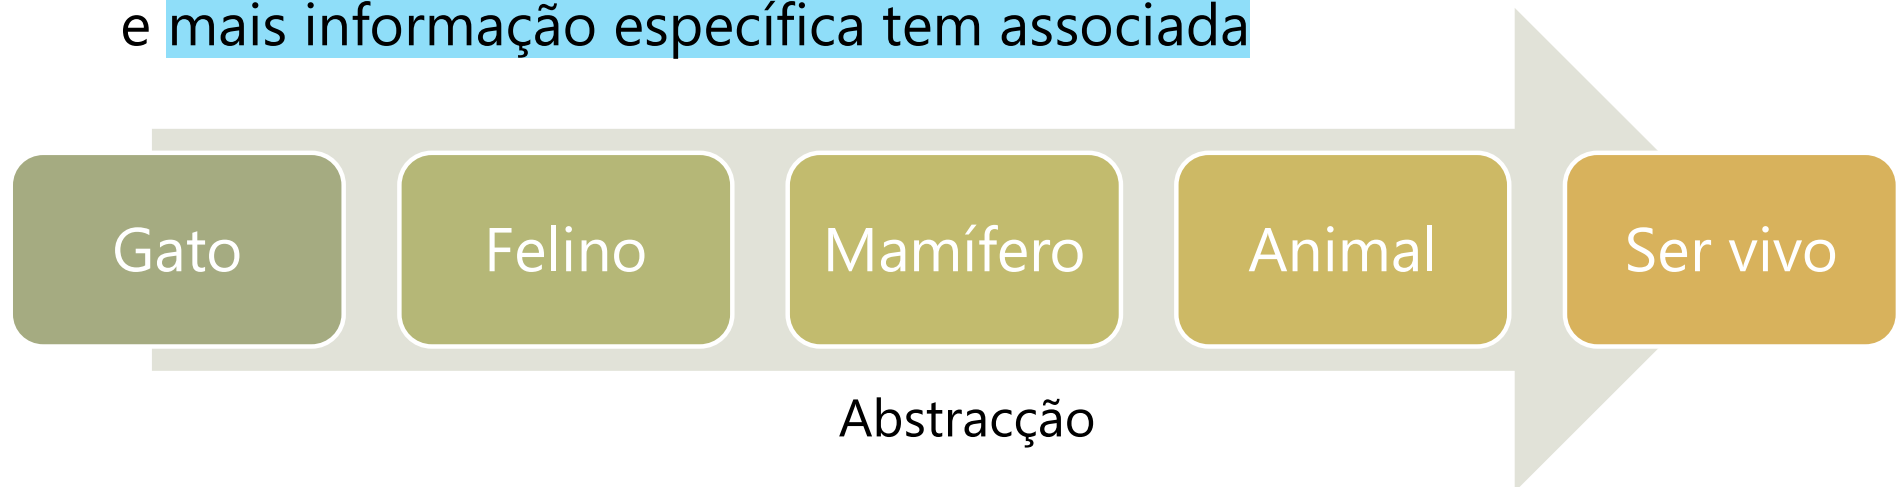 e mais informação específica tem associada
Gato
Felino
Mamífero
Animal
Ser vivo
Abstracção